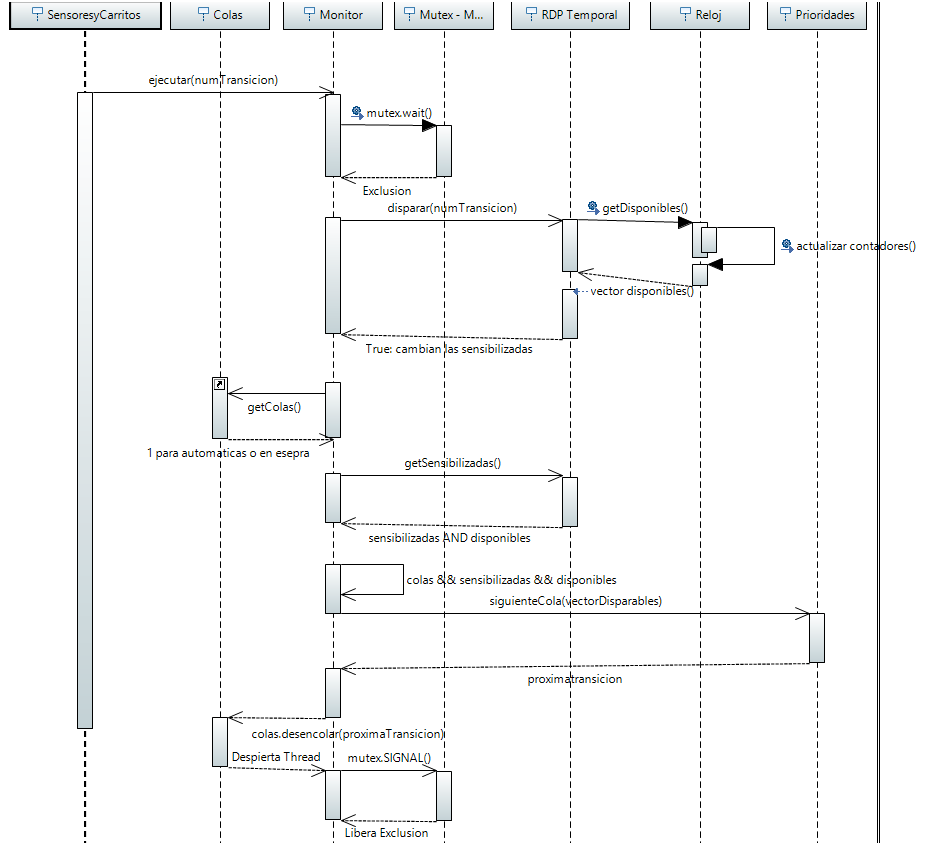 SensoresyCarritos
Colas
Monitor
Mutex - M...
RDP Temporal
Reloj
Prioridades
ejecutar(numTransicion)
mutex.wait()
Exclusion
disparar(numTransicion)
getDisponibles()
actualizar contadores()
vector disponibles()
True: cambian las sensibilizadas
getColas()
1 para automaticas o en esepra
getSensibilizadas()
sensibilizadas AND disponibles
colas && sensibilizadas && disponibles
siguienteCola(vectorDisparables)
proximatransicion
colas.desencolar(proximaTransicion)
Despierta Thread
mutex.SIGNAL()
Libera Exclusion